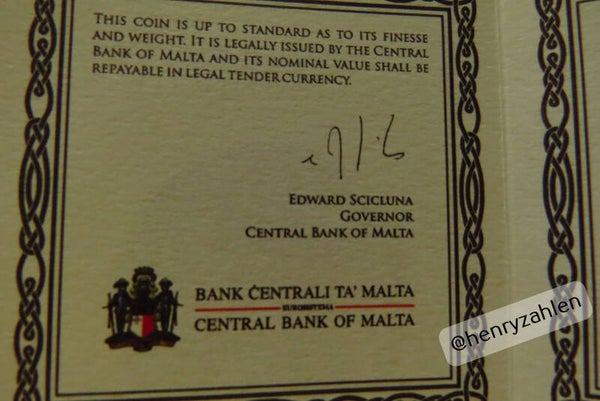 THIS COIN IS UP TO STANDARD AS TO ITS FINESSE
AND WEIGHT. IT IS LEGALLY ISSUED BY THE CENTRAL
BANK OF MALTA AND ITS NOMINAL VALUE SHALL BE
REPAYABLE IN LEGAL TENDER CURRENCY.
EDWARD SCICLUNA
GOVERNOR
CENTRAL BANK OF MALTA
BANK ĊENTRALI TA' MALTA
EUROSISTEMA
CENTRAL BANK OF MALTA
@henryzahlen